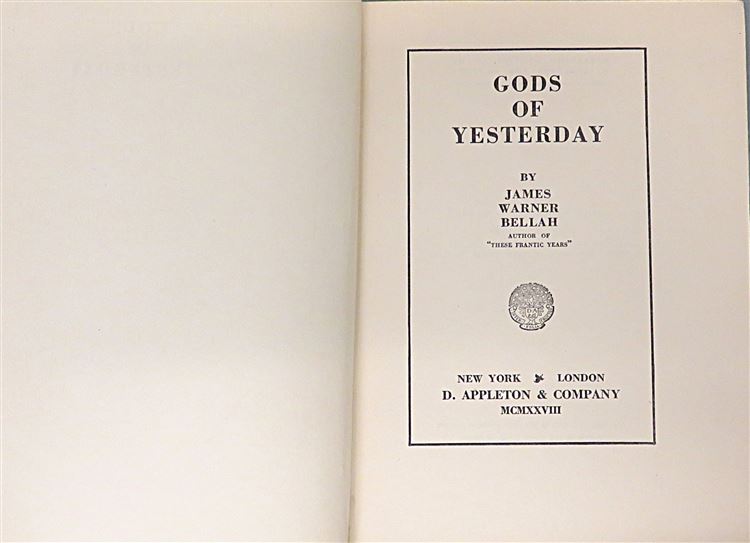 GODS
OF
YESTERDAY
BY
JAMES
WARNER
BELLAH
AUTHOR OF
"THESE FRANTIC YEARS"
NEW YORK LONDON
D. APPLETON & COMPANY
MCMXXVIII